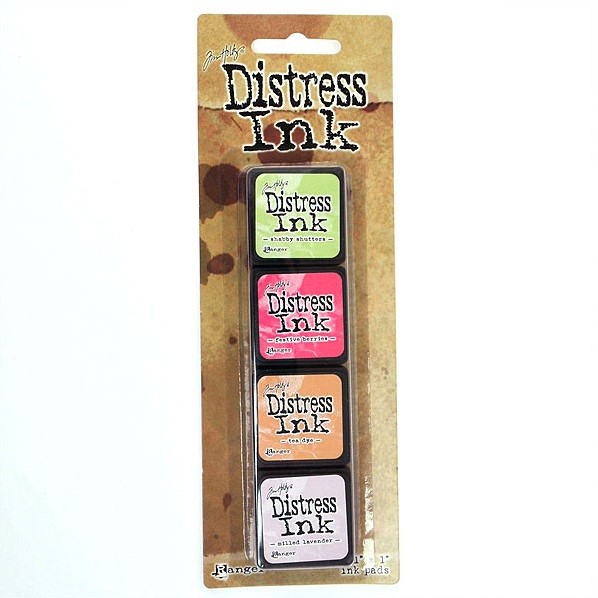 Tim Holtz
Distress
Ink
Tim Holtz
Distress
Ink
– shabby shutters –
Ranger
Tim Holtz
Distress
Ink
– festive berries –
Ranger
Tim Holtz
Distress
Ink
– tea dye –
Ranger
Tim Holtz
Distress
Ink
– milled lavender –
Ranger
Ranger
1" x 1"
ink pads